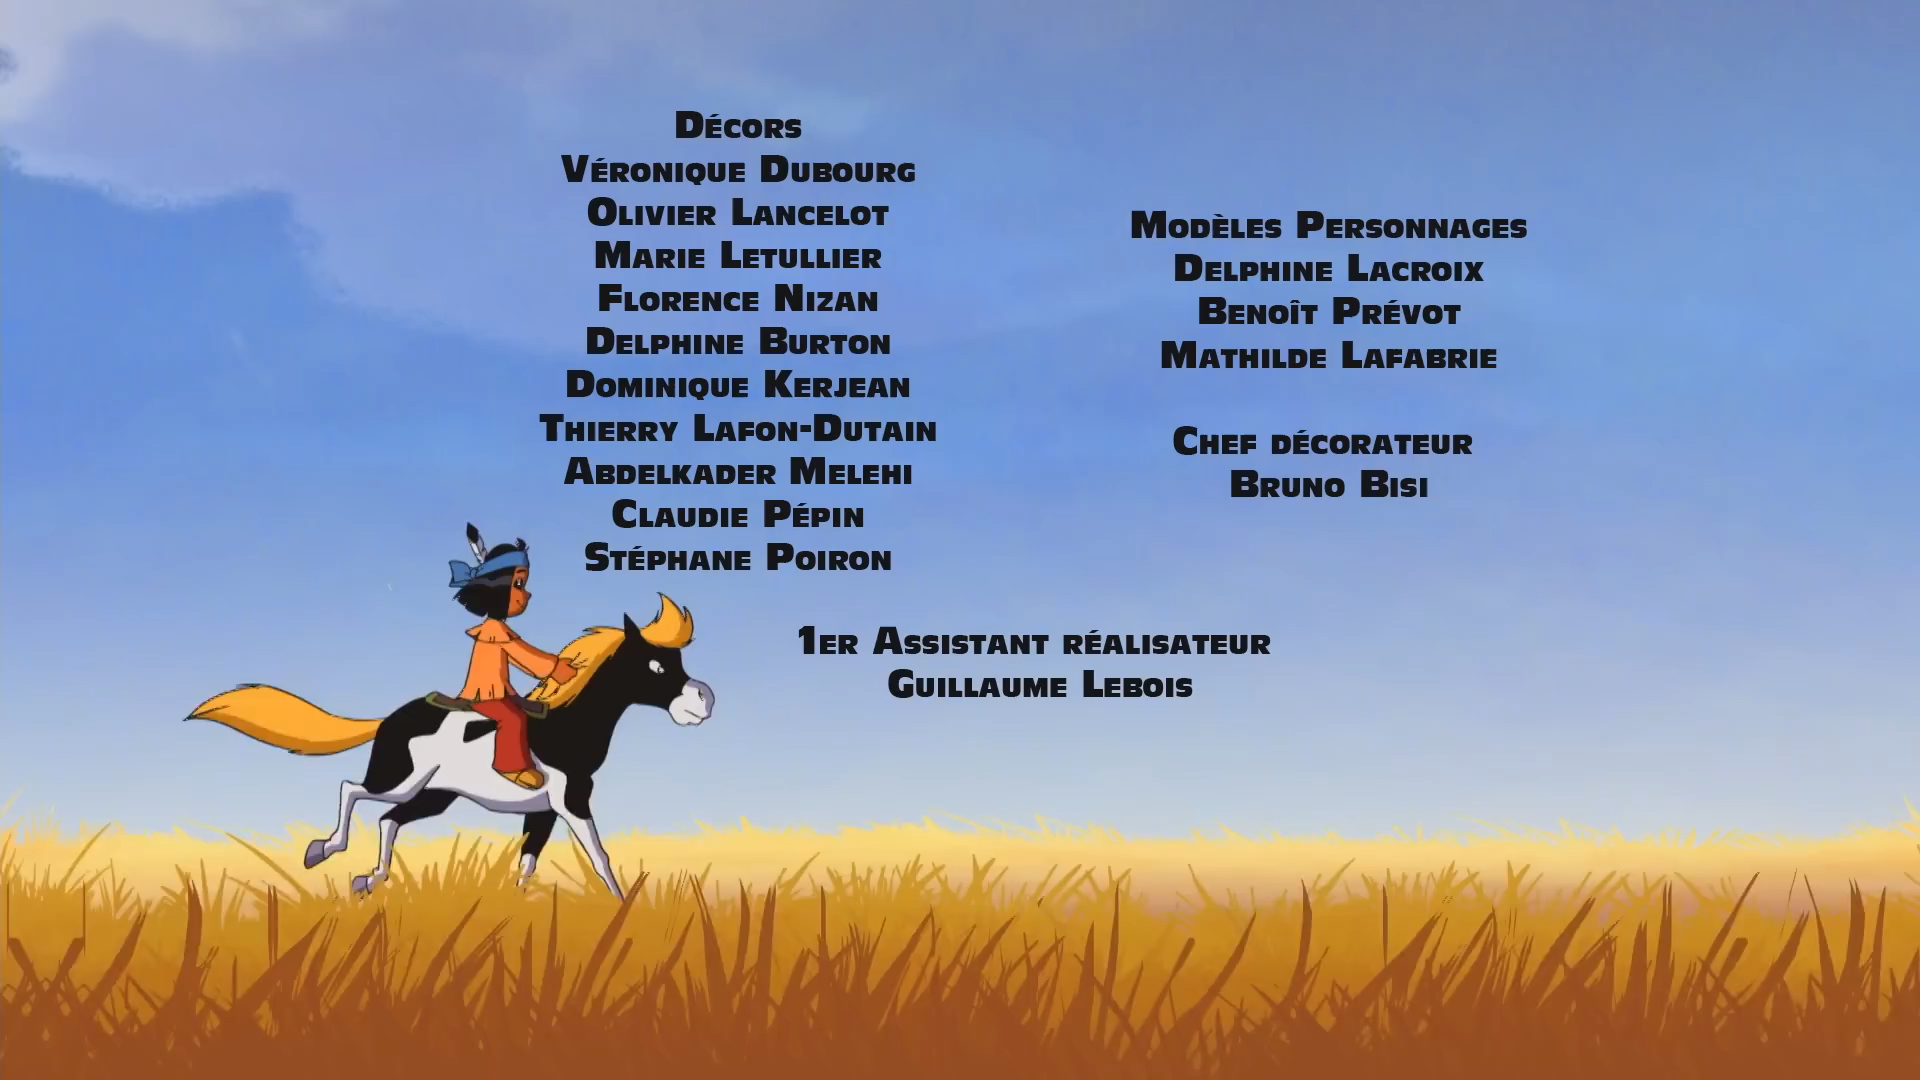 Décors
Véronique Dubourg
Olivier Lancelot
Marie Letullier
Florence Nizan
Delphine Burton
Dominique Kerjean
Thierry Lafon-Dutain
Abdelkader Melehi
Claudie Pépin
Stéphane Poiron
Modèles Personnages
Delphine Lacroix
Benoît Prévot
Mathilde Lafabrie
Chef décorateur
Bruno Bisi
1er Assistant réalisateur
Guillaume Lebois